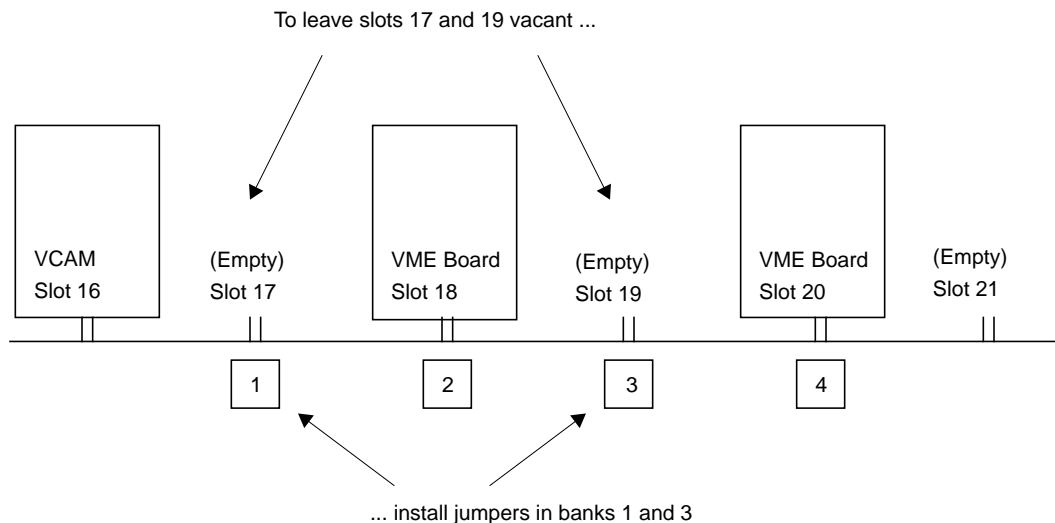 To leave slots 17 and 19 vacant ...
VCAM
Slot 16
(Empty)
Slot 17
VME Board
Slot 18
(Empty)
Slot 19
VME Board
Slot 20
(Empty)
Slot 21
1
2
3
4
... install jumpers in banks 1 and 3